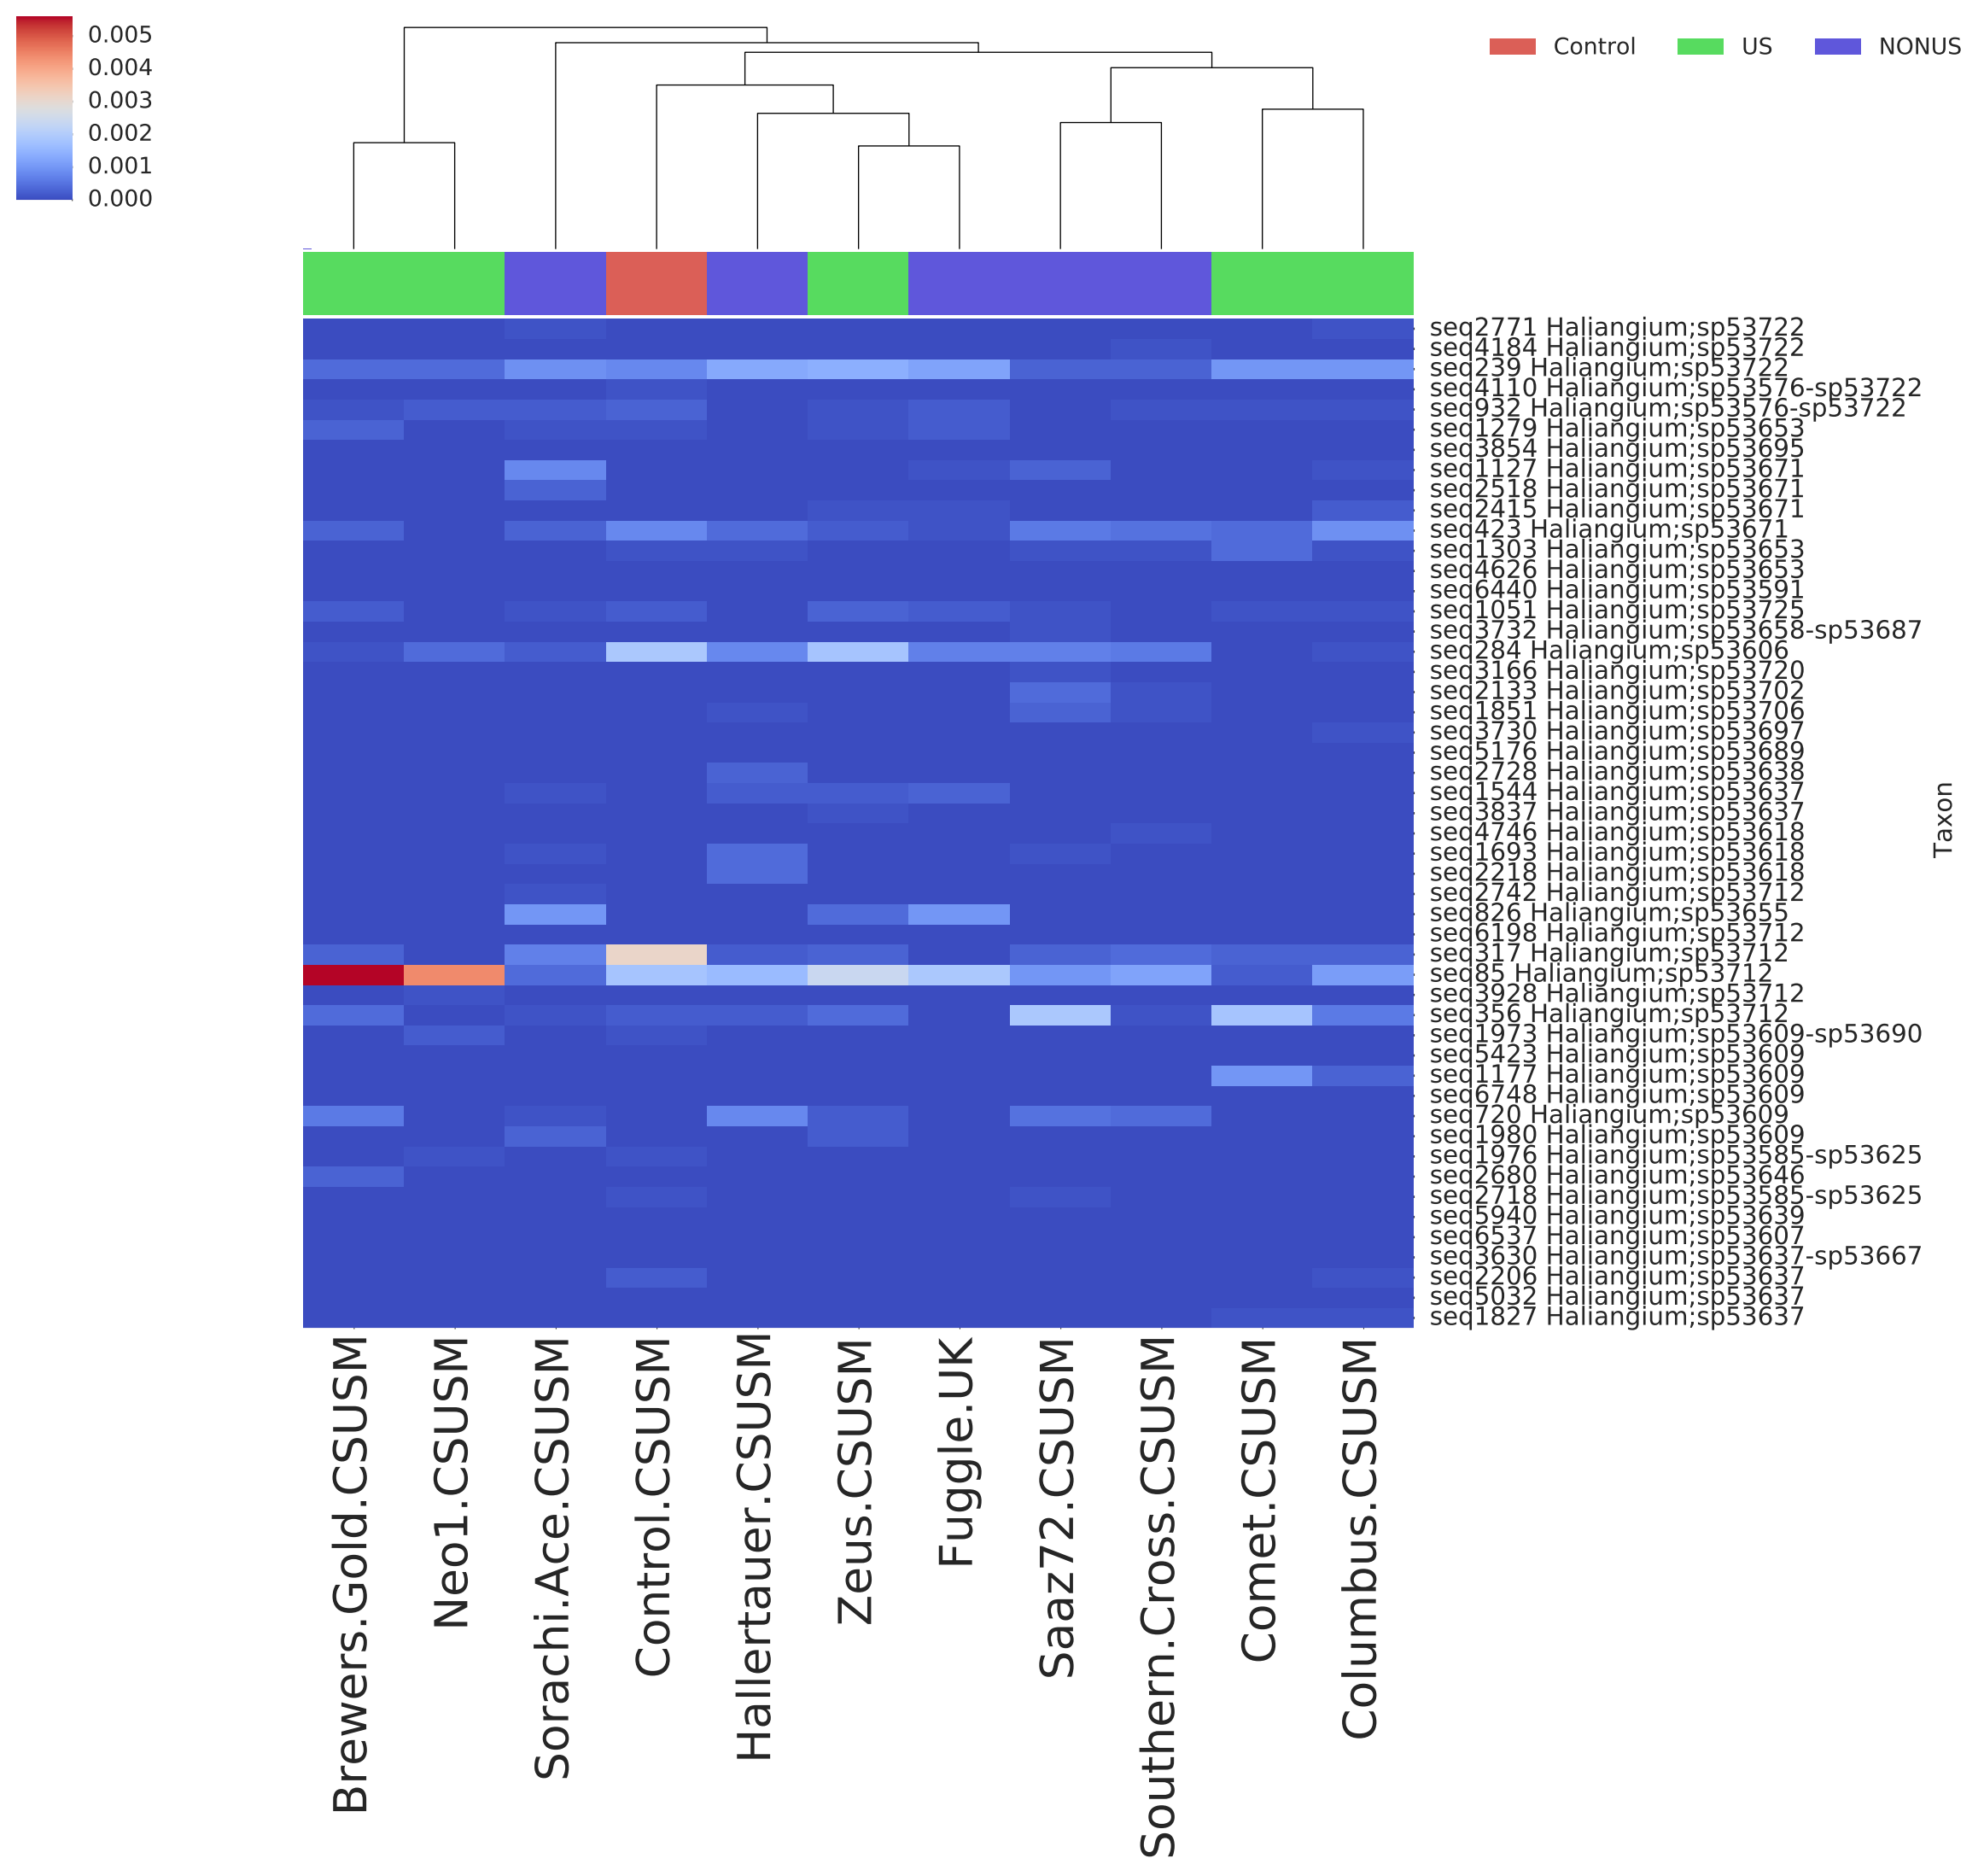 0.005
0.004
0.003
0.002
0.001
0.000
Control
US
NONUS
seq2771 Haliangium;sp53722
seq4184 Haliangium;sp53722
seq239 Haliangium;sp53722
seq4110 Haliangium;sp53576-sp53722
seq932 Haliangium;sp53576-sp53722
seq1279 Haliangium;sp53653
seq3854 Haliangium;sp53695
seq1127 Haliangium;sp53671
seq2518 Haliangium;sp53671
seq2415 Haliangium;sp53671
seq423 Haliangium;sp53671
seq1303 Haliangium;sp53653
seq4626 Haliangium;sp53653
seq6440 Haliangium;sp53591
seq1051 Haliangium;sp53725
seq3732 Haliangium;sp53658-sp53687
seq284 Haliangium;sp53606
seq3166 Haliangium;sp53720
seq2133 Haliangium;sp53702
seq1851 Haliangium;sp53706
seq3730 Haliangium;sp53697
seq5176 Haliangium;sp53689
seq2728 Haliangium;sp53638
seq1544 Haliangium;sp53637
seq3837 Haliangium;sp53637
seq4746 Haliangium;sp53618
seq1693 Haliangium;sp53618
seq2218 Haliangium;sp53618
seq2742 Haliangium;sp53712
seq826 Haliangium;sp53655
seq6198 Haliangium;sp53712
seq317 Haliangium;sp53712
seq85 Haliangium;sp53712
seq3928 Haliangium;sp53712
seq356 Haliangium;sp53712
seq1973 Haliangium;sp53609-sp53690
seq5423 Haliangium;sp53609
seq1177 Haliangium;sp53609
seq6748 Haliangium;sp53609
seq720 Haliangium;sp53609
seq1980 Haliangium;sp53609
seq1976 Haliangium;sp53585-sp53625
seq2680 Haliangium;sp53646
seq2718 Haliangium;sp53585-sp53625
seq5940 Haliangium;sp53639
seq6537 Haliangium;sp53607
seq3630 Haliangium;sp53637-sp53667
seq2206 Haliangium;sp53637
seq5032 Haliangium;sp53637
seq1827 Haliangium;sp53637
Taxon
Brewers.Gold.CSUSM
Neo1.CSUSM
Sorachi.Ace.CSUSM
Control.CSUSM
Hallertauer.CSUSM
Zeus.CSUSM
Fuggle.UK
Saaz72.CSUSM
Southern.Cross.CSUSM
Comet.CSUSM
Columbus.CSUSM